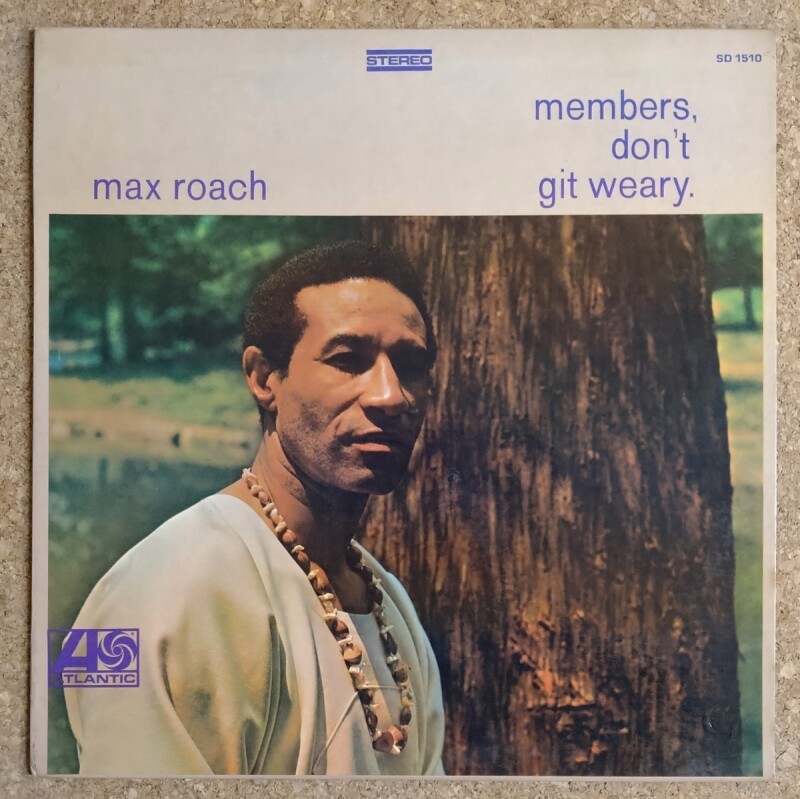 STEREO
SD 1510
members,
don't
git weary.
max roach
ATLANTIC